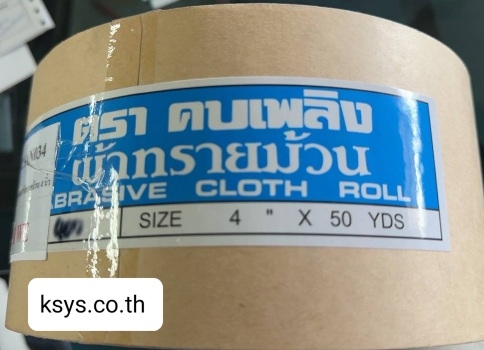 ตรา คบเพลิง
ผ้าทรายม้วน
ABRASIVE CLOTH ROLL
SIZE 4 " X 50 YDS
ksys.co.th